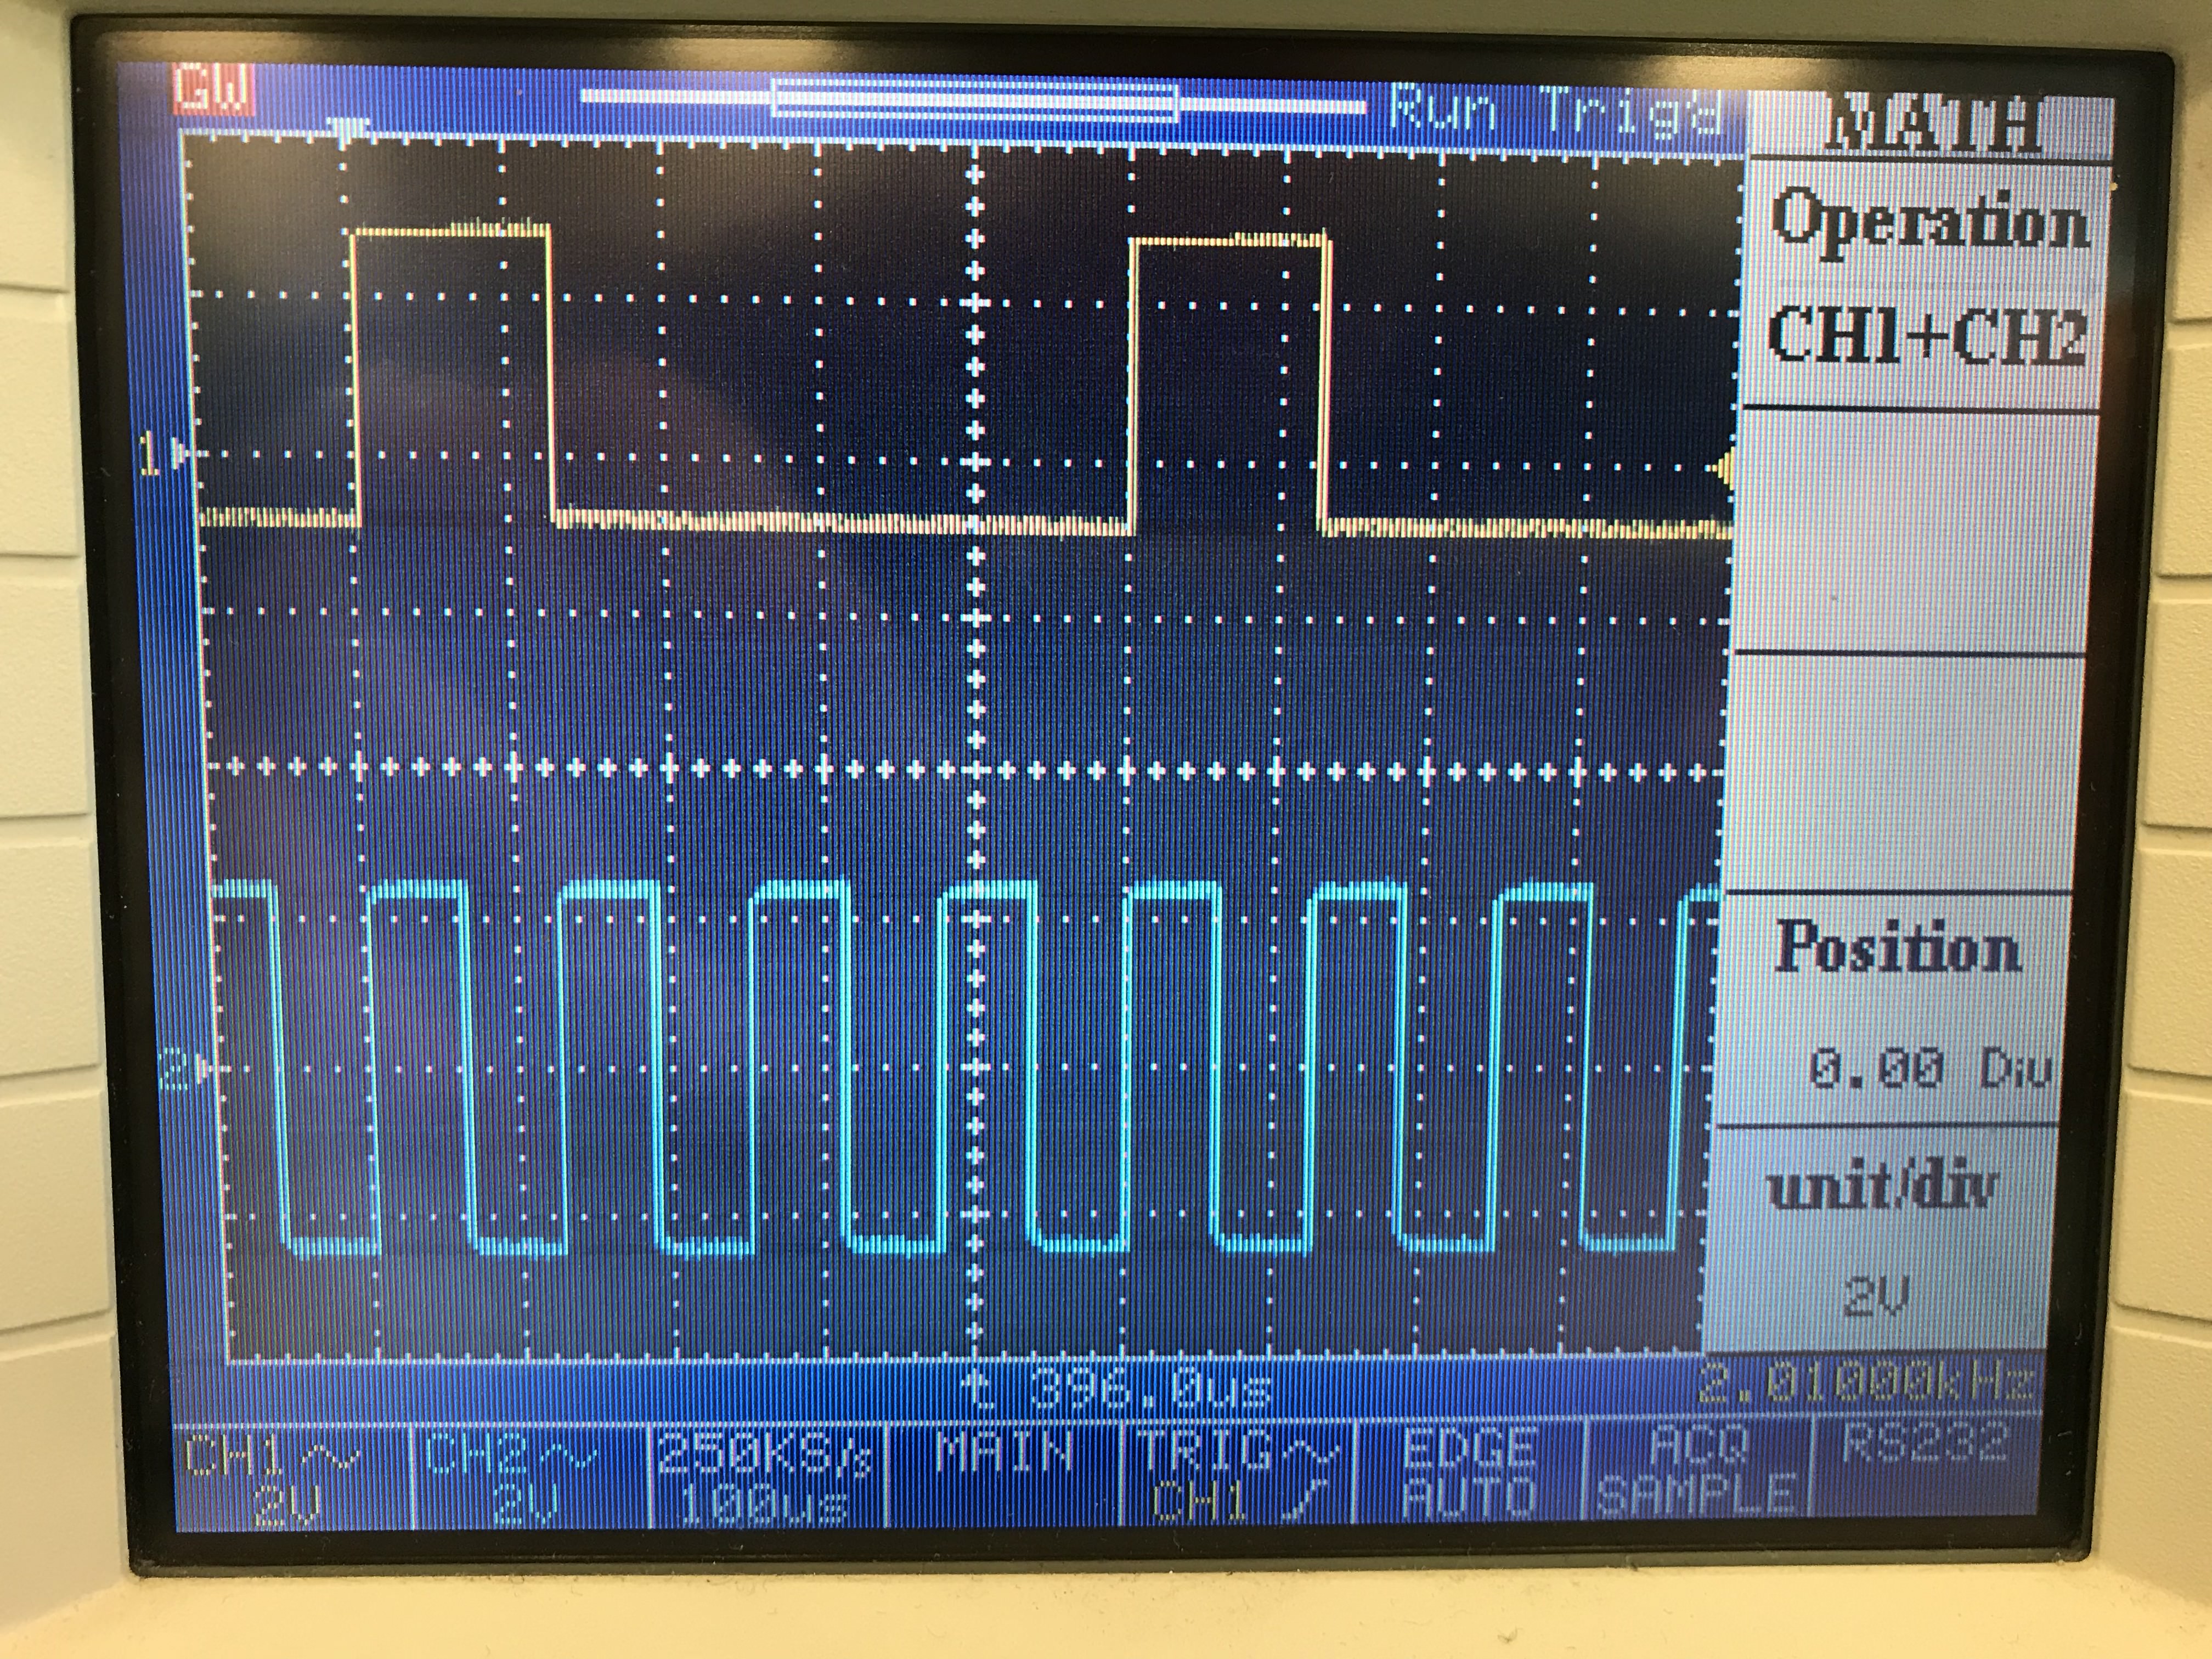 GW Run Trig'd
MATH
Operation
CH1+CH2
1
Position
0.00 Div
2
unit/div
2V
396.0us
2.01000kHz
CH1 CH2 250KS/s MAIN TRIG EDGE ACQ RS232
2V 2V 100us CH1 AUTO SAMPLE